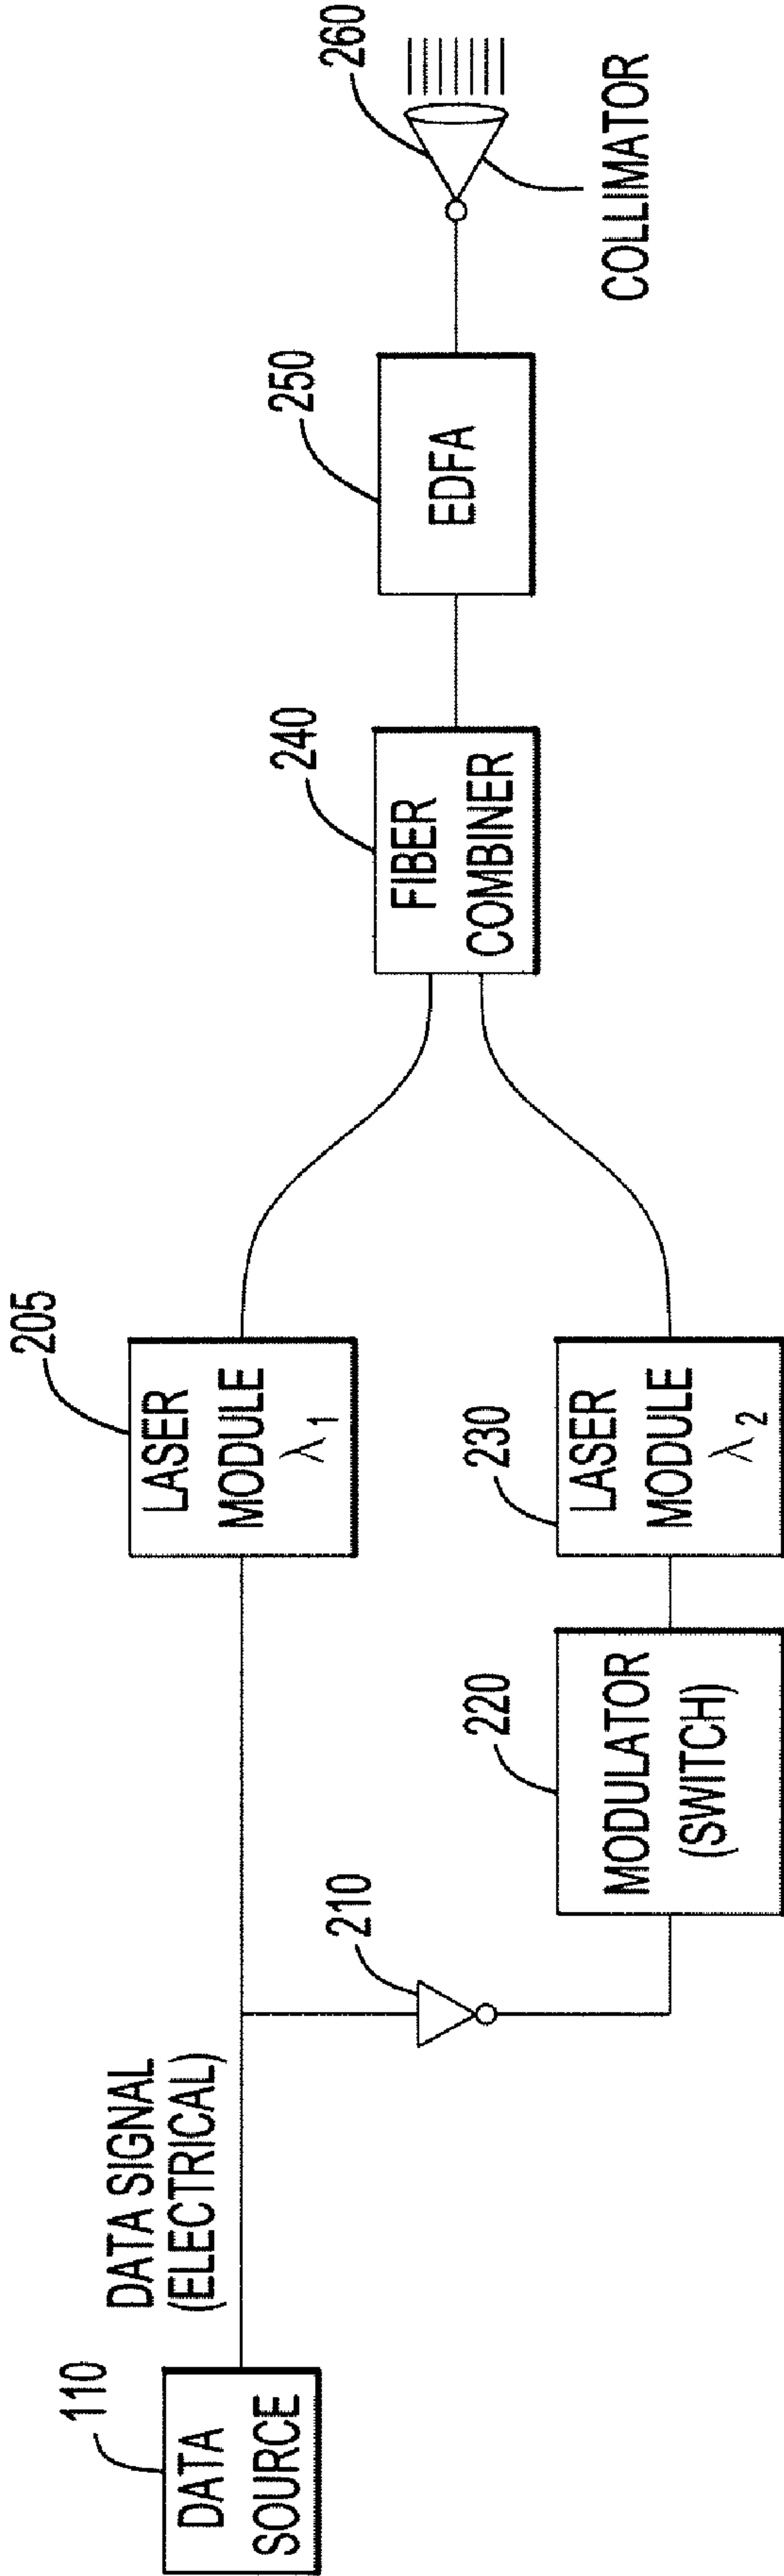 110
DATA
SOURCE
DATA SIGNAL
(ELECTRICAL)
210
220
MODULATOR
(SWITCH)
205
LASER
MODULE
λ1
230
LASER
MODULE
λ2
240
FIBER
COMBINER
250
EDFA
260
COLLIMATOR